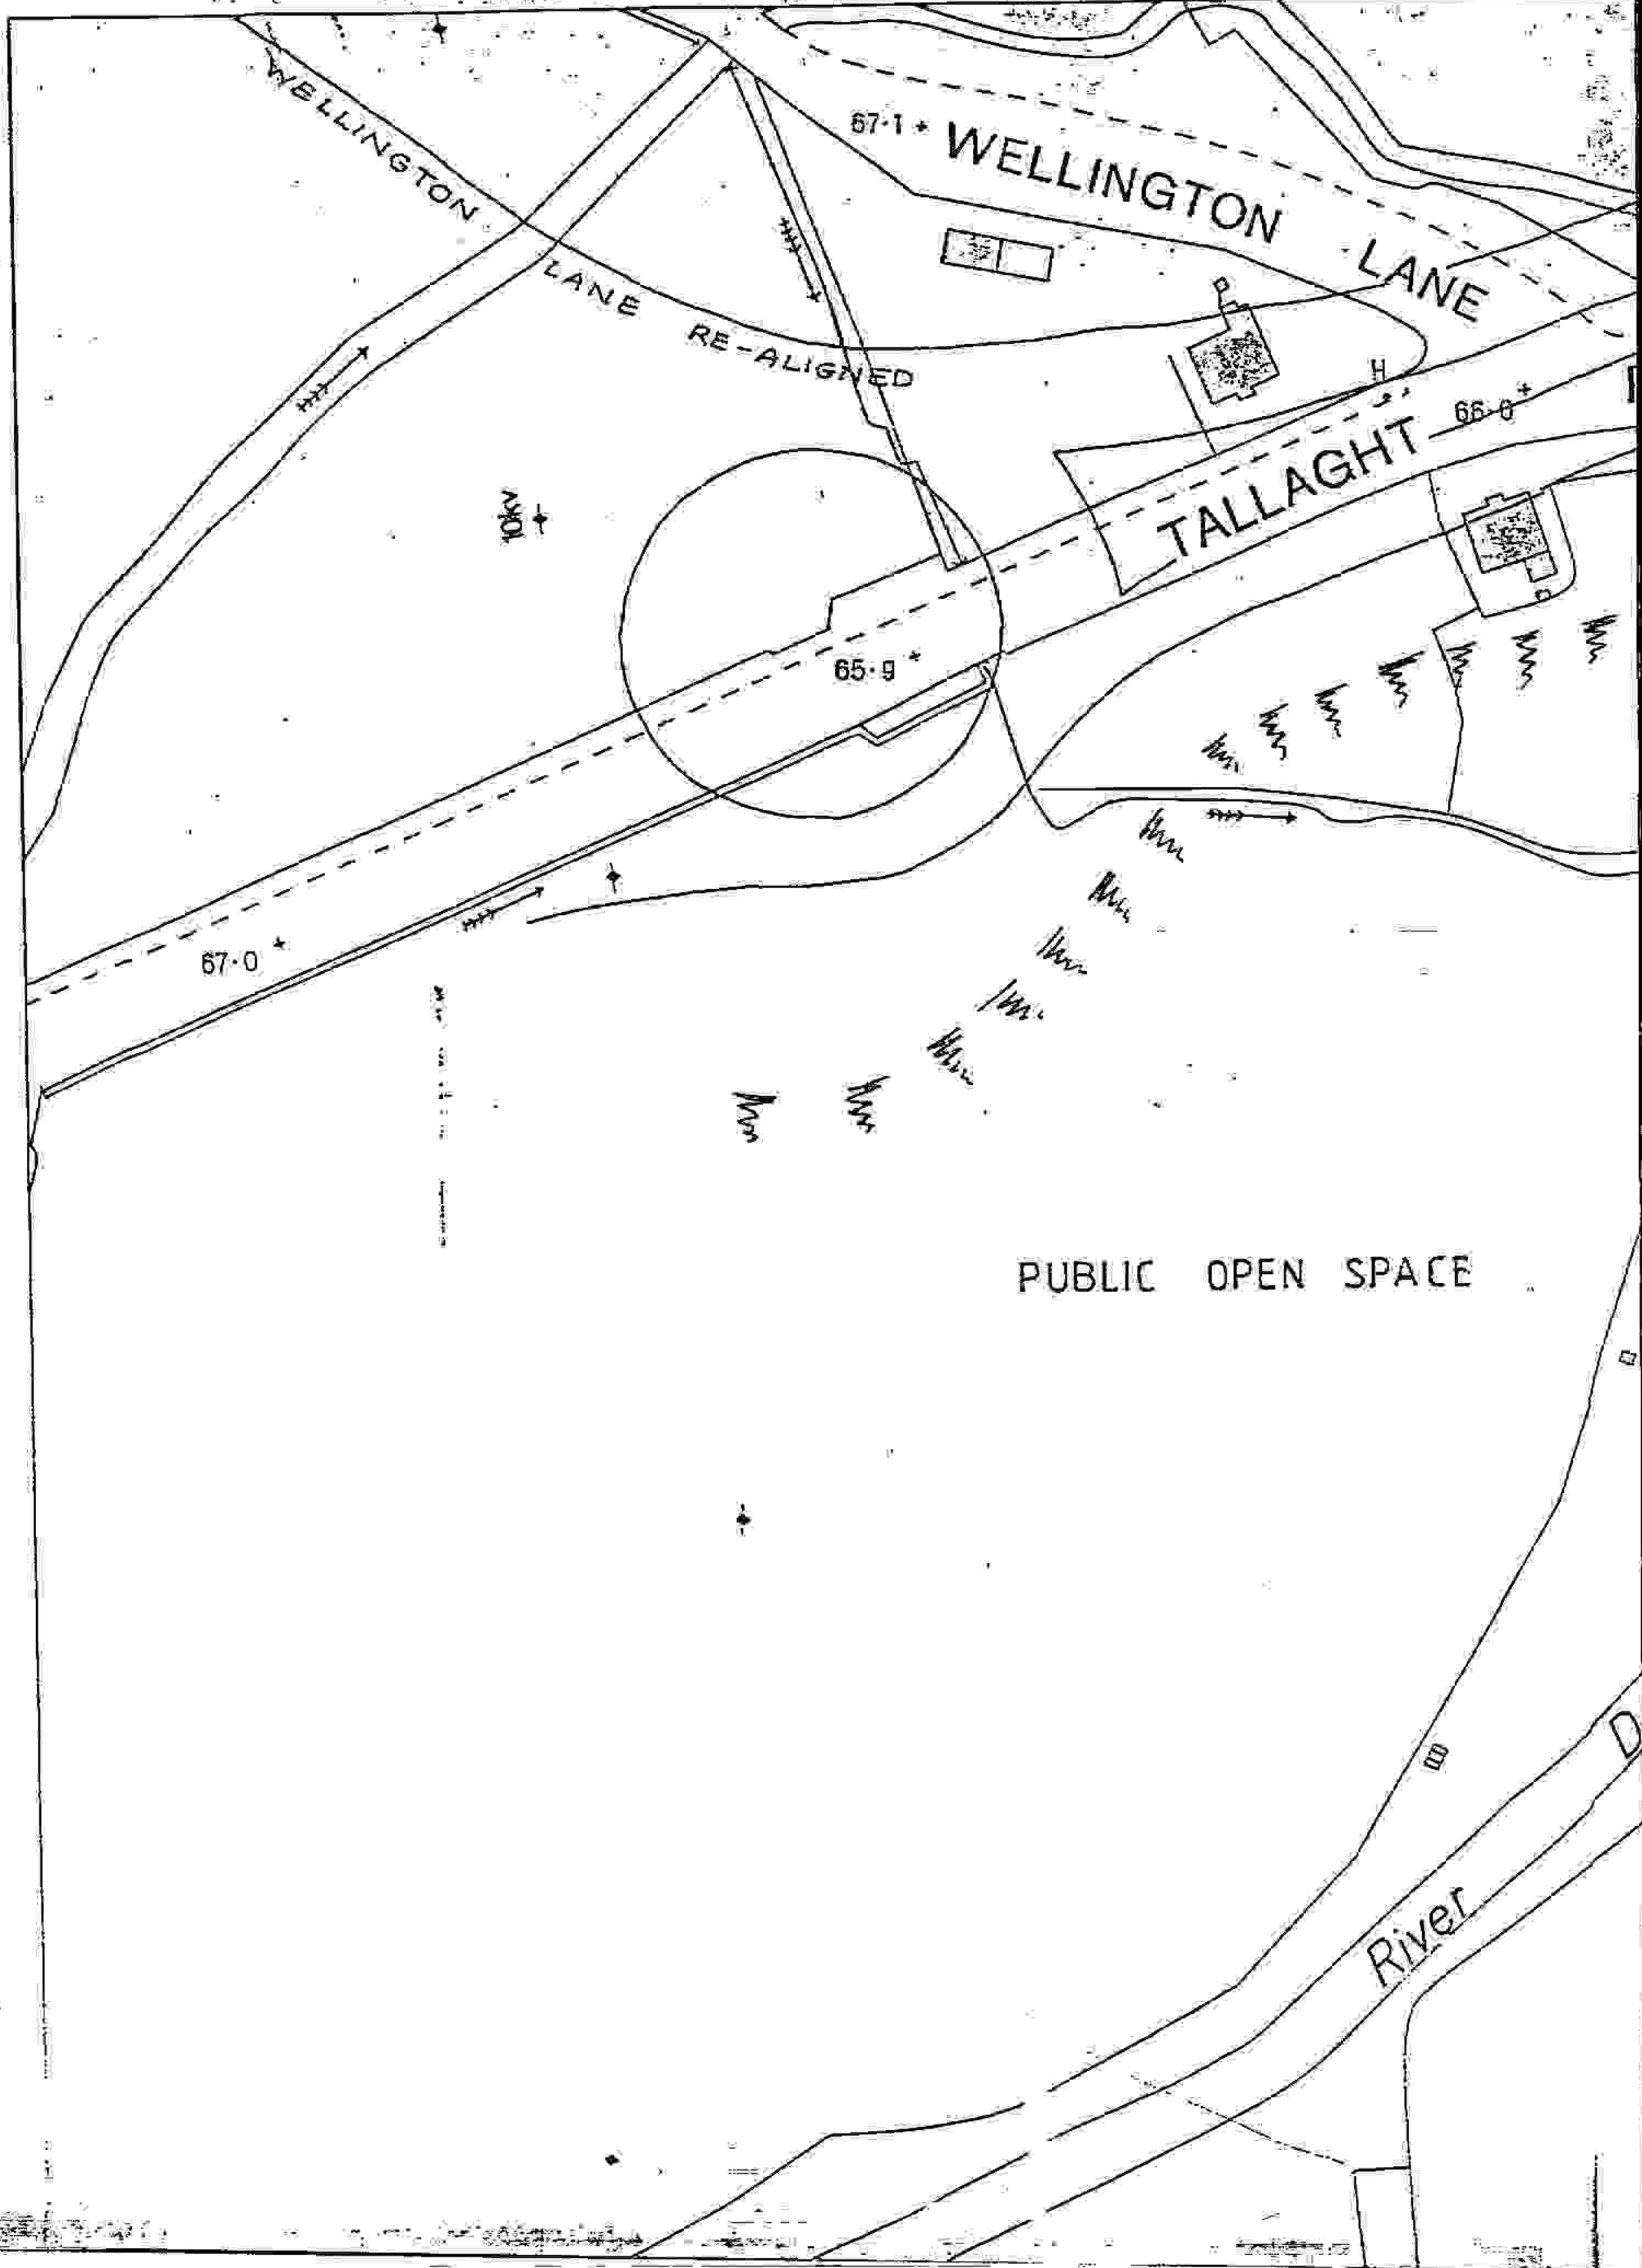 67·1
WELLINGTON LANE
WELLINGTON LANE RE-ALIGNED
H
66·0
TALLAGHT
10kV
65·9
67·0
PUBLIC OPEN SPACE
D
River